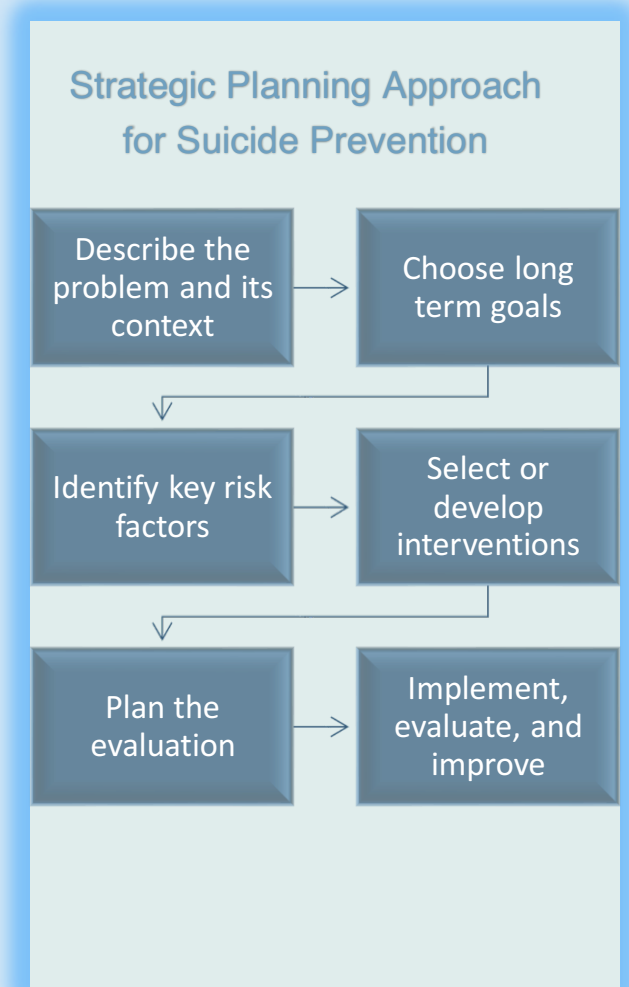 Strategic Planning Approach
for Suicide Prevention
Describe the
problem and its
context
Choose long
term goals
Identify key risk
factors
Select or
develop
interventions
Plan the
evaluation
Implement,
evaluate, and
improve